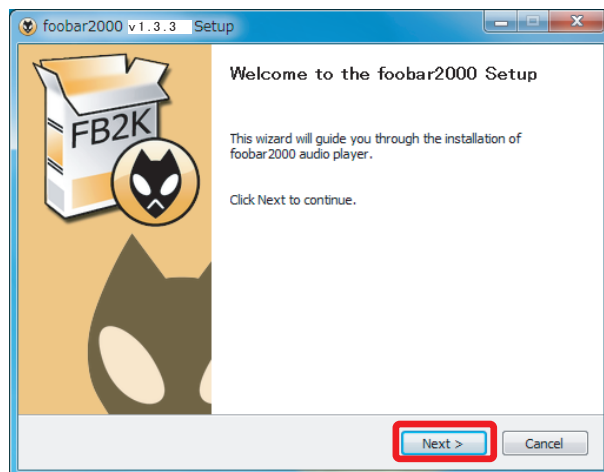 foobar2000 v1.3.3 Setup
FB2K
Welcome to the foobar2000 Setup
This wizard will guide you through the installation of
foobar2000 audio player.
Click Next to continue.
Next >
Cancel